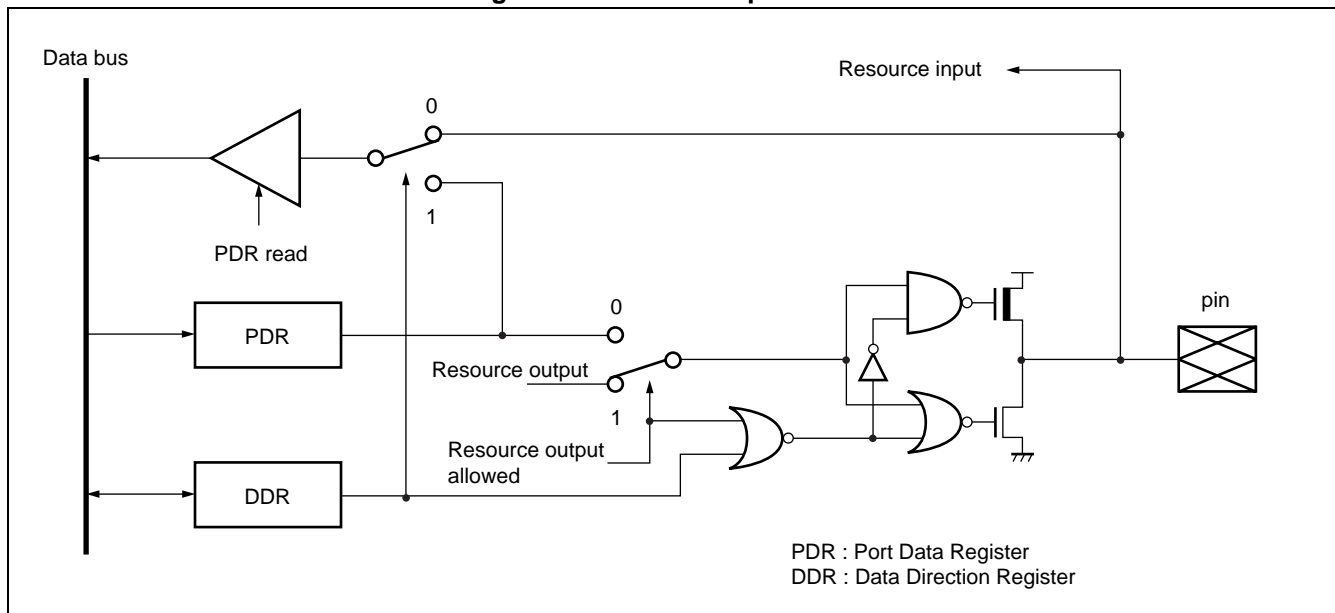 Data bus
Resource input
0
1
PDR read
pin
PDR
0
Resource output
1
Resource output
allowed
DDR
PDR : Port Data Register
DDR : Data Direction Register